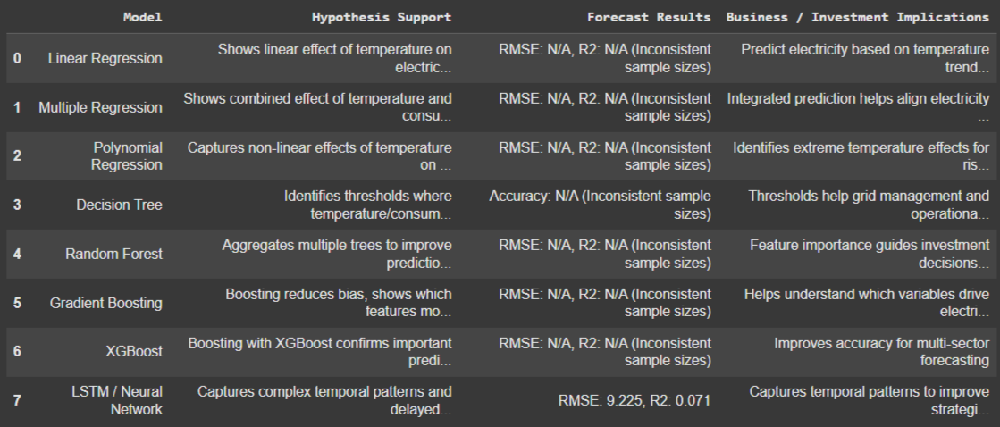 Model Hypothesis Support Forecast Results Business / Investment Implications
0 Linear Regression Shows linear effect of temperature on electric... RMSE: N/A, R2: N/A (Inconsistent sample sizes) Predict electricity based on temperature trend...
1 Multiple Regression Shows combined effect of temperature and consu... RMSE: N/A, R2: N/A (Inconsistent sample sizes) Integrated prediction helps align electricity ...
2 Polynomial Regression Captures non-linear effects of temperature on ... RMSE: N/A, R2: N/A (Inconsistent sample sizes) Identifies extreme temperature effects for ris...
3 Decision Tree Identifies thresholds where temperature/consum... Accuracy: N/A (Inconsistent sample sizes) Thresholds help grid management and operationa...
4 Random Forest Aggregates multiple trees to improve predictio... RMSE: N/A, R2: N/A (Inconsistent sample sizes) Feature importance guides investment decisions...
5 Gradient Boosting Boosting reduces bias, shows which features mo... RMSE: N/A, R2: N/A (Inconsistent sample sizes) Helps understand which variables drive electri...
6 XGBoost Boosting with XGBoost confirms important predi... RMSE: N/A, R2: N/A (Inconsistent sample sizes) Improves accuracy for multi-sector forecasting
7 LSTM / Neural Network Captures complex temporal patterns and delayed... RMSE: 9.225, R2: 0.071 Captures temporal patterns to improve strategi...